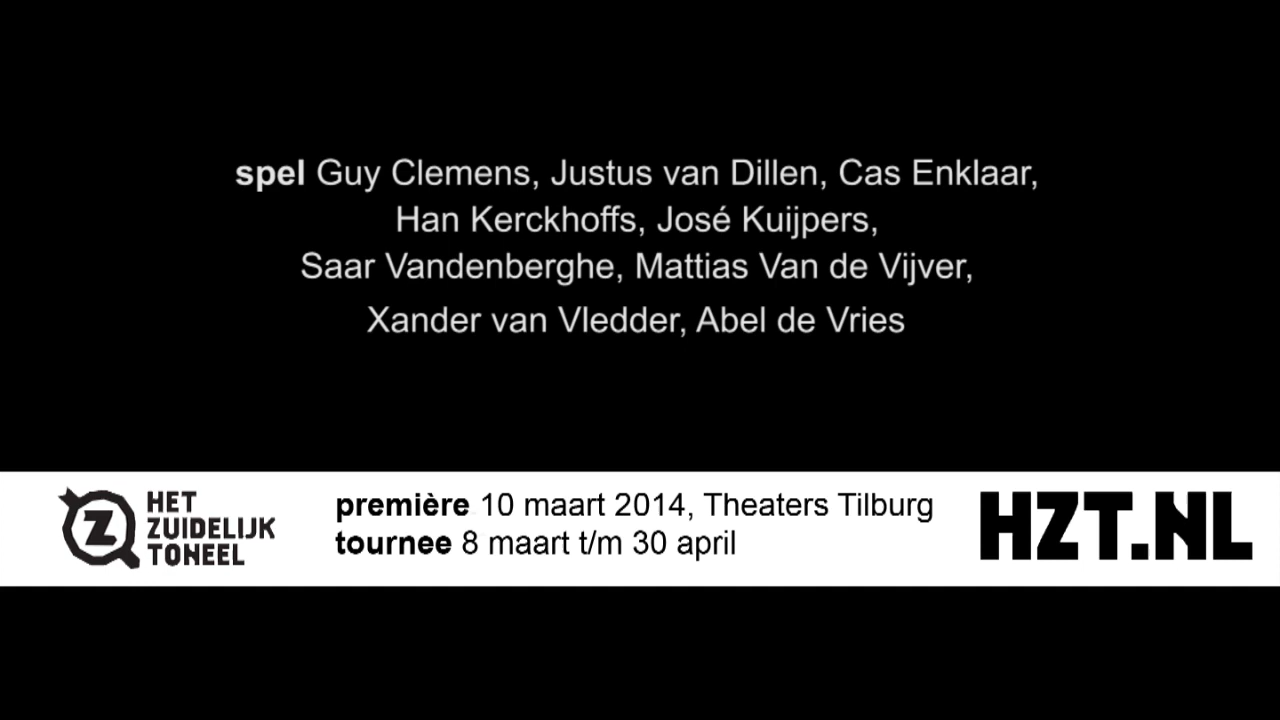 spel Guy Clemens, Justus van Dillen, Cas Enklaar,
Han Kerckhoffs, José Kuijpers,
Saar Vandenberghe, Mattias Van de Vijver,
Xander van Vledder, Abel de Vries
Z
HET
ZUIDELIJK
TONEEL
première 10 maart 2014, Theaters Tilburg
tournee 8 maart t/m 30 april
HZT.NL